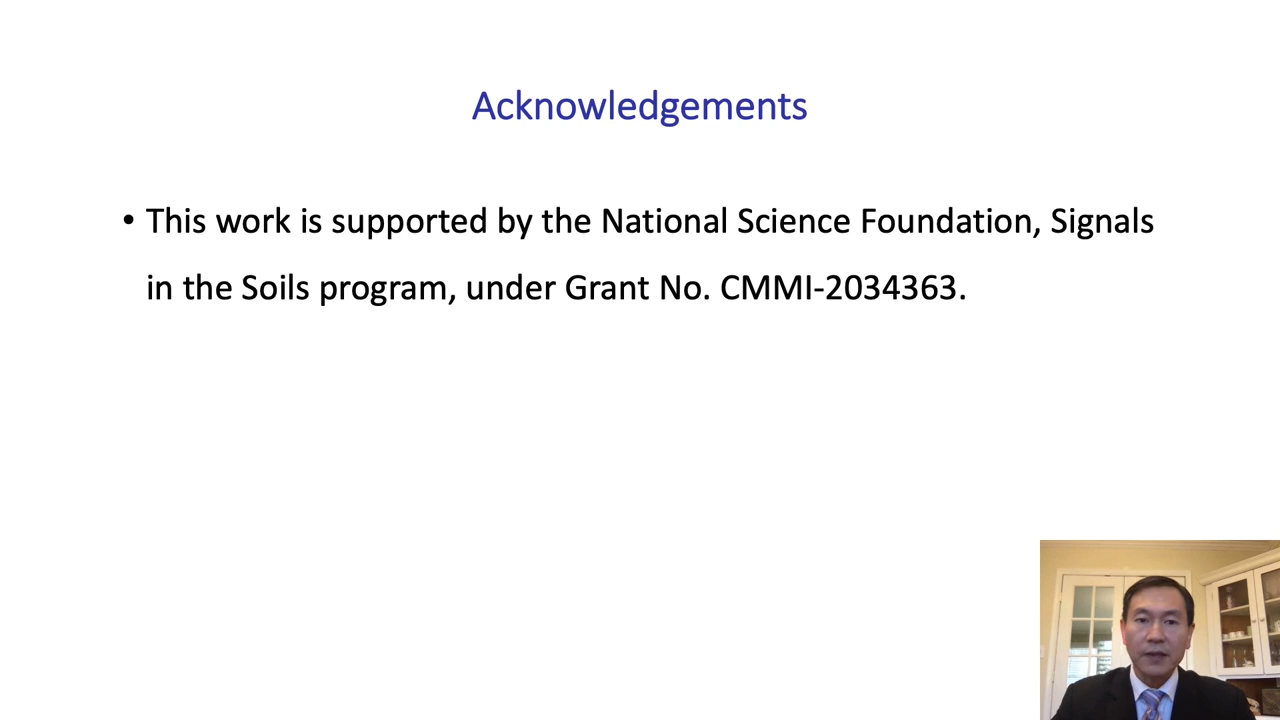 Acknowledgements
• This work is supported by the National Science Foundation, Signals
in the Soils program, under Grant No. CMMI-2034363.